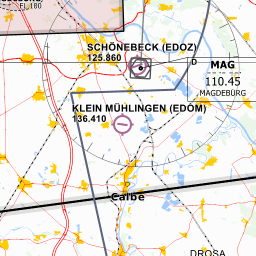 FL 180
SCHÖNEBECK (EDOZ)
125.860
D
MAG
110.45
MAGDEBURG
KLEIN MÜHLINGEN (EDOM)
136.410
Calbe
DROSA